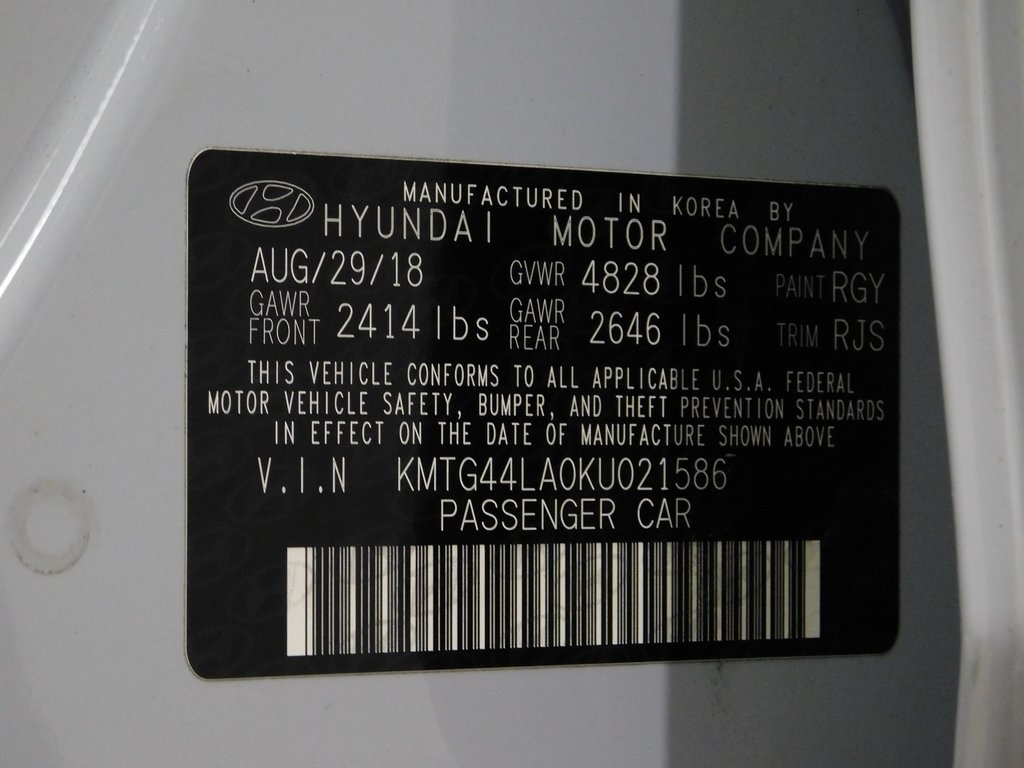 MANUFACTURED IN KOREA BY
HYUNDAI MOTOR COMPANY
AUG/29/18 GVWR 4828 lbs PAINT RGY
GAWR FRONT 2414 lbs GAWR REAR 2646 lbs TRIM RJS
THIS VEHICLE CONFORMS TO ALL APPLICABLE U.S.A. FEDERAL
MOTOR VEHICLE SAFETY, BUMPER, AND THEFT PREVENTION STANDARDS
IN EFFECT ON THE DATE OF MANUFACTURE SHOWN ABOVE
V.I.N KMTG44LA0KU021586
PASSENGER CAR